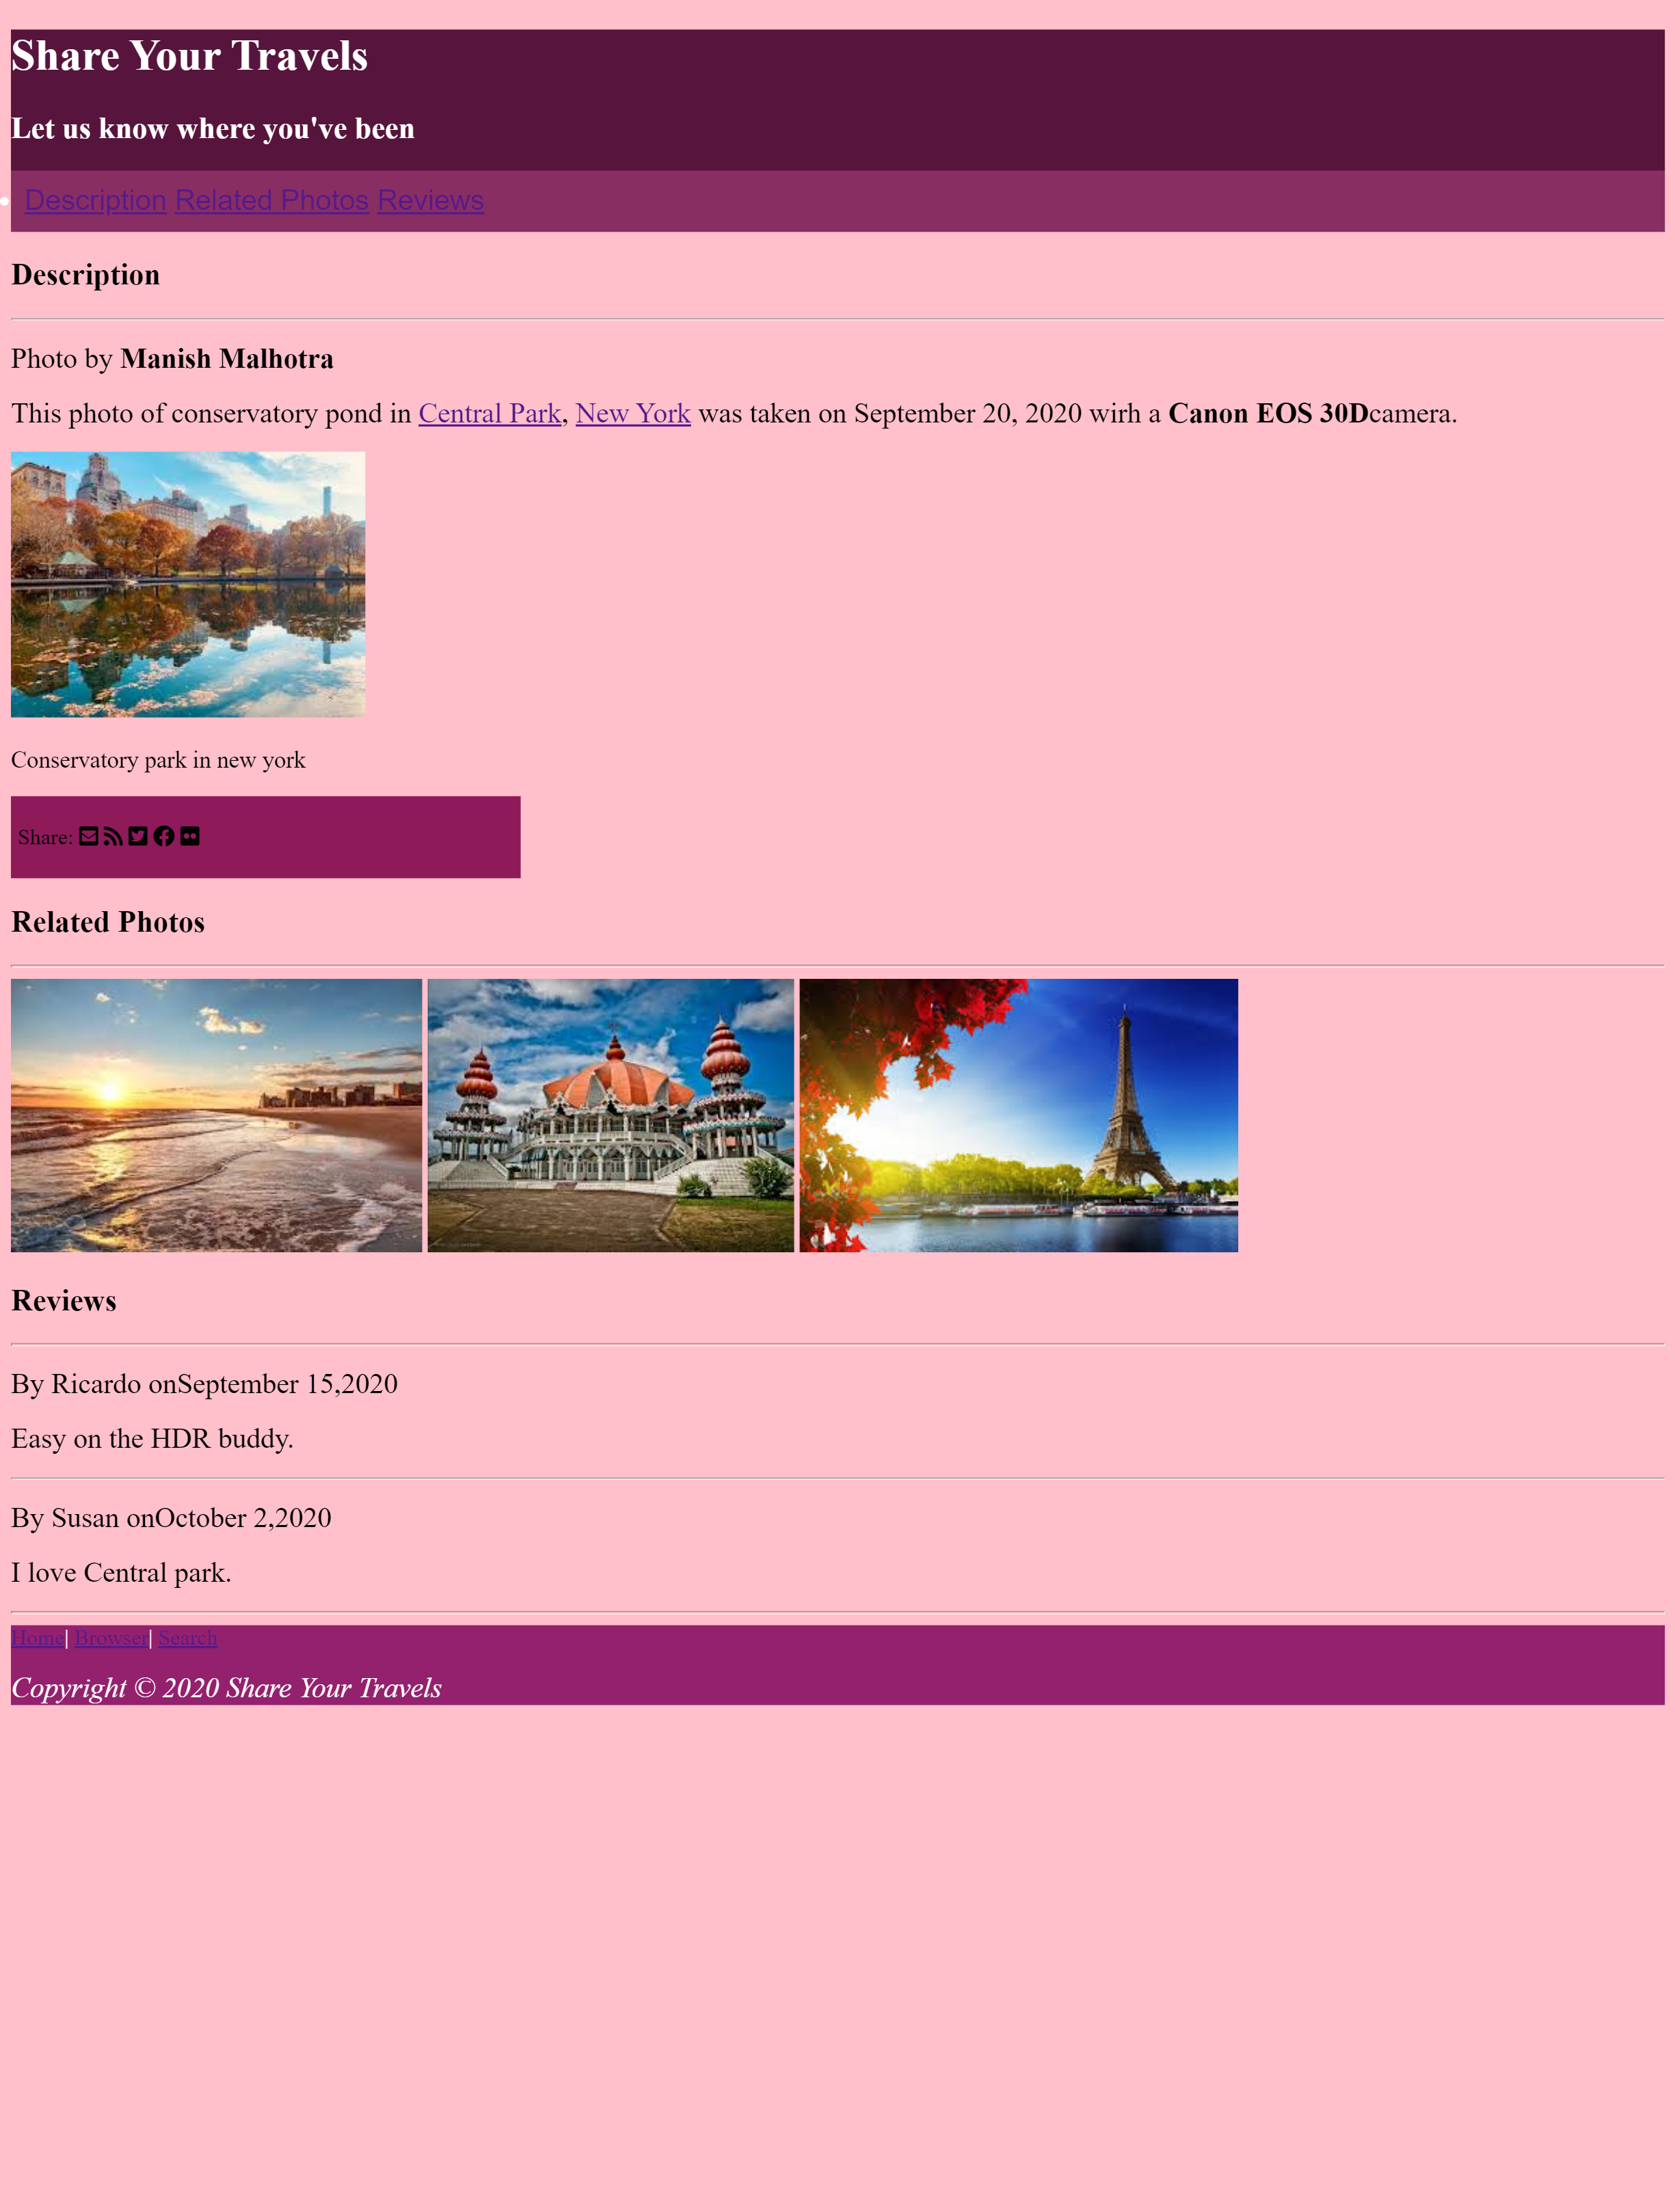 Share Your Travels
Let us know where you've been
Description Related Photos Reviews
Description
Photo by Manish Malhotra
This photo of conservatory pond in Central Park, New York was taken on September 20, 2020 wirh a Canon EOS 30Dcamera.
Conservatory park in new york
Share:
Related Photos
Reviews
By Ricardo onSeptember 15,2020
Easy on the HDR buddy.
By Susan onOctober 2,2020
I love Central park.
Home| Browser| Search
Copyright © 2020 Share Your Travels